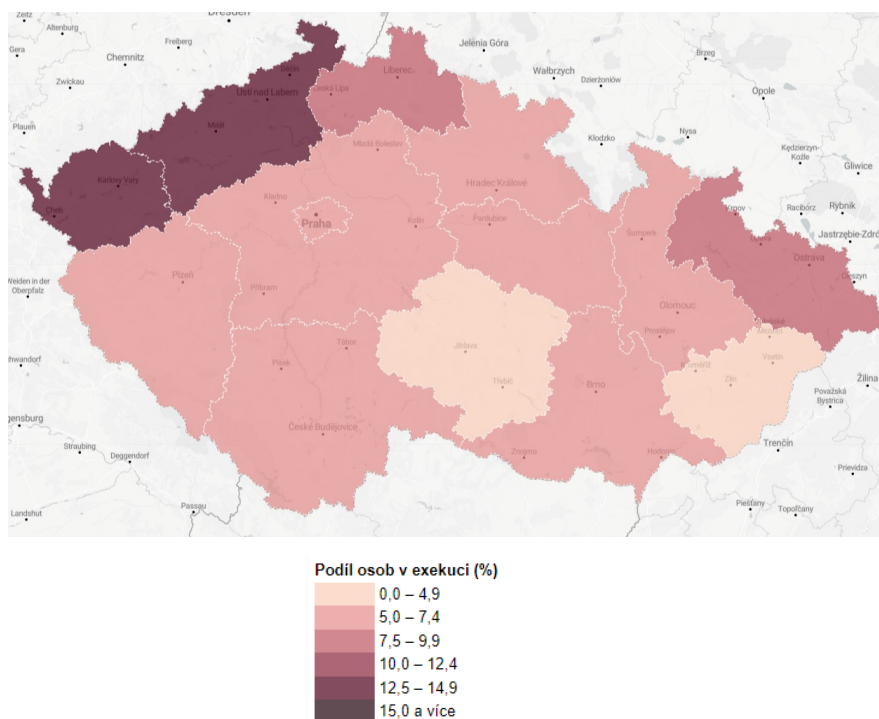 Dresden
Zeitz
Altenburg
Gera
Freiberg
Chemnitz
Jelenia Góra
Brzeg
Zwickau
Děčín
Liberec
Wałbrzych
Dzierżoniów
Česká Lípa
Ústí nad Labem
Opole
Plauen
Most
Kłodzko
Nysa
Mladá Boleslav
Kędzierzyn-
Koźle
Gliwice
Karlovy Vary
Hradec Králové
Kladno
Cheb
Praha
Kolín
Pardubice
Krnov
Racibórz
Rybnik
Jastrzębie-Zdró
Šumperk
Opava
Ostrava
Cieszyn
Weiden in der
Oberpfalz
Plzeň
Příbram
Olomouc
Tábor
Prostějov
Jihlava
Písek
Vsetín
Schwandorf
Třebíč
Kroměříž
Zlín
Žilina
Brno
Považská
Bystrica
České Budějovice
Straubing
Deggendorf
Znojmo
Hodonín
Trenčín
Prievidza
Passau
Landshut
Piešťany
Topoľčany
Podíl osob v exekuci (%)
0,0 – 4,9
5,0 – 7,4
7,5 – 9,9
10,0 – 12,4
12,5 – 14,9
15,0 a více